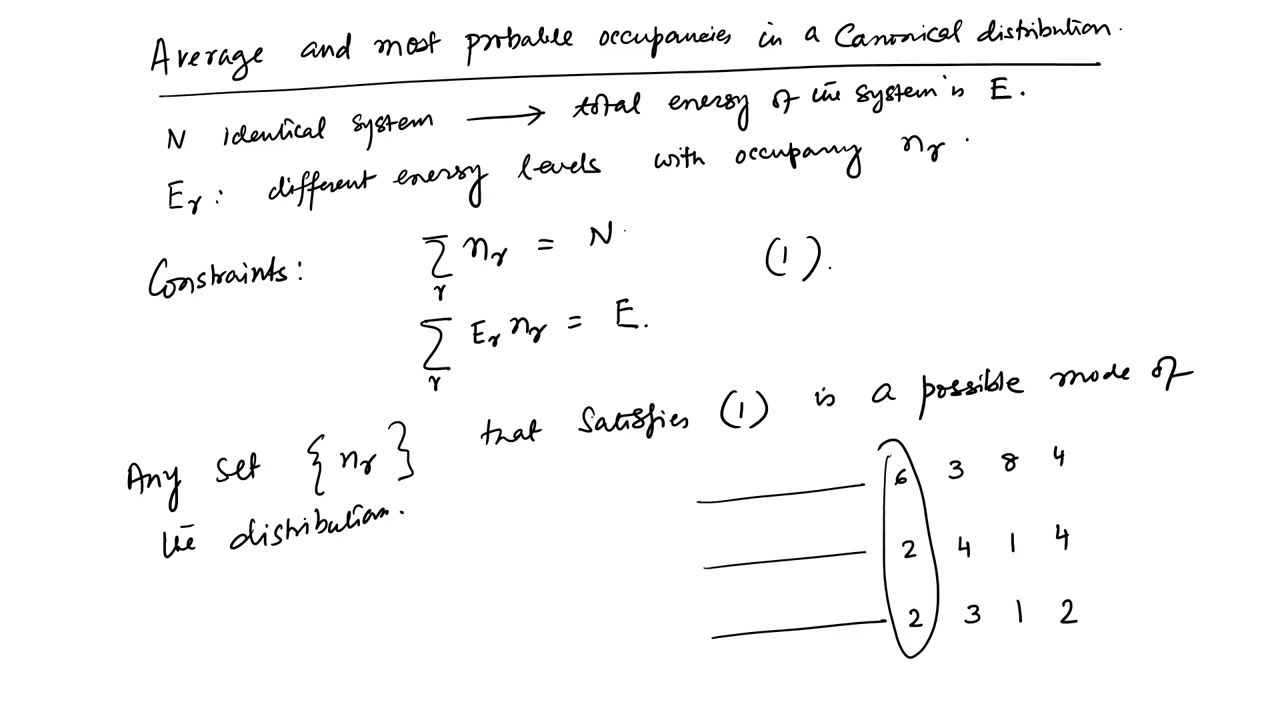 Average and most probable occupancies in a Canonical distribution.
N identical system → total energy of the system is E.
Er : different energy levels with occupany nr.
Constraints: ∑r nr = N (1).
∑r Er nr = E.
Any set {nr} that satisfies (1) is a possible mode of
the distribution.
6 3 8 4
2 4 1 4
2 3 1 2